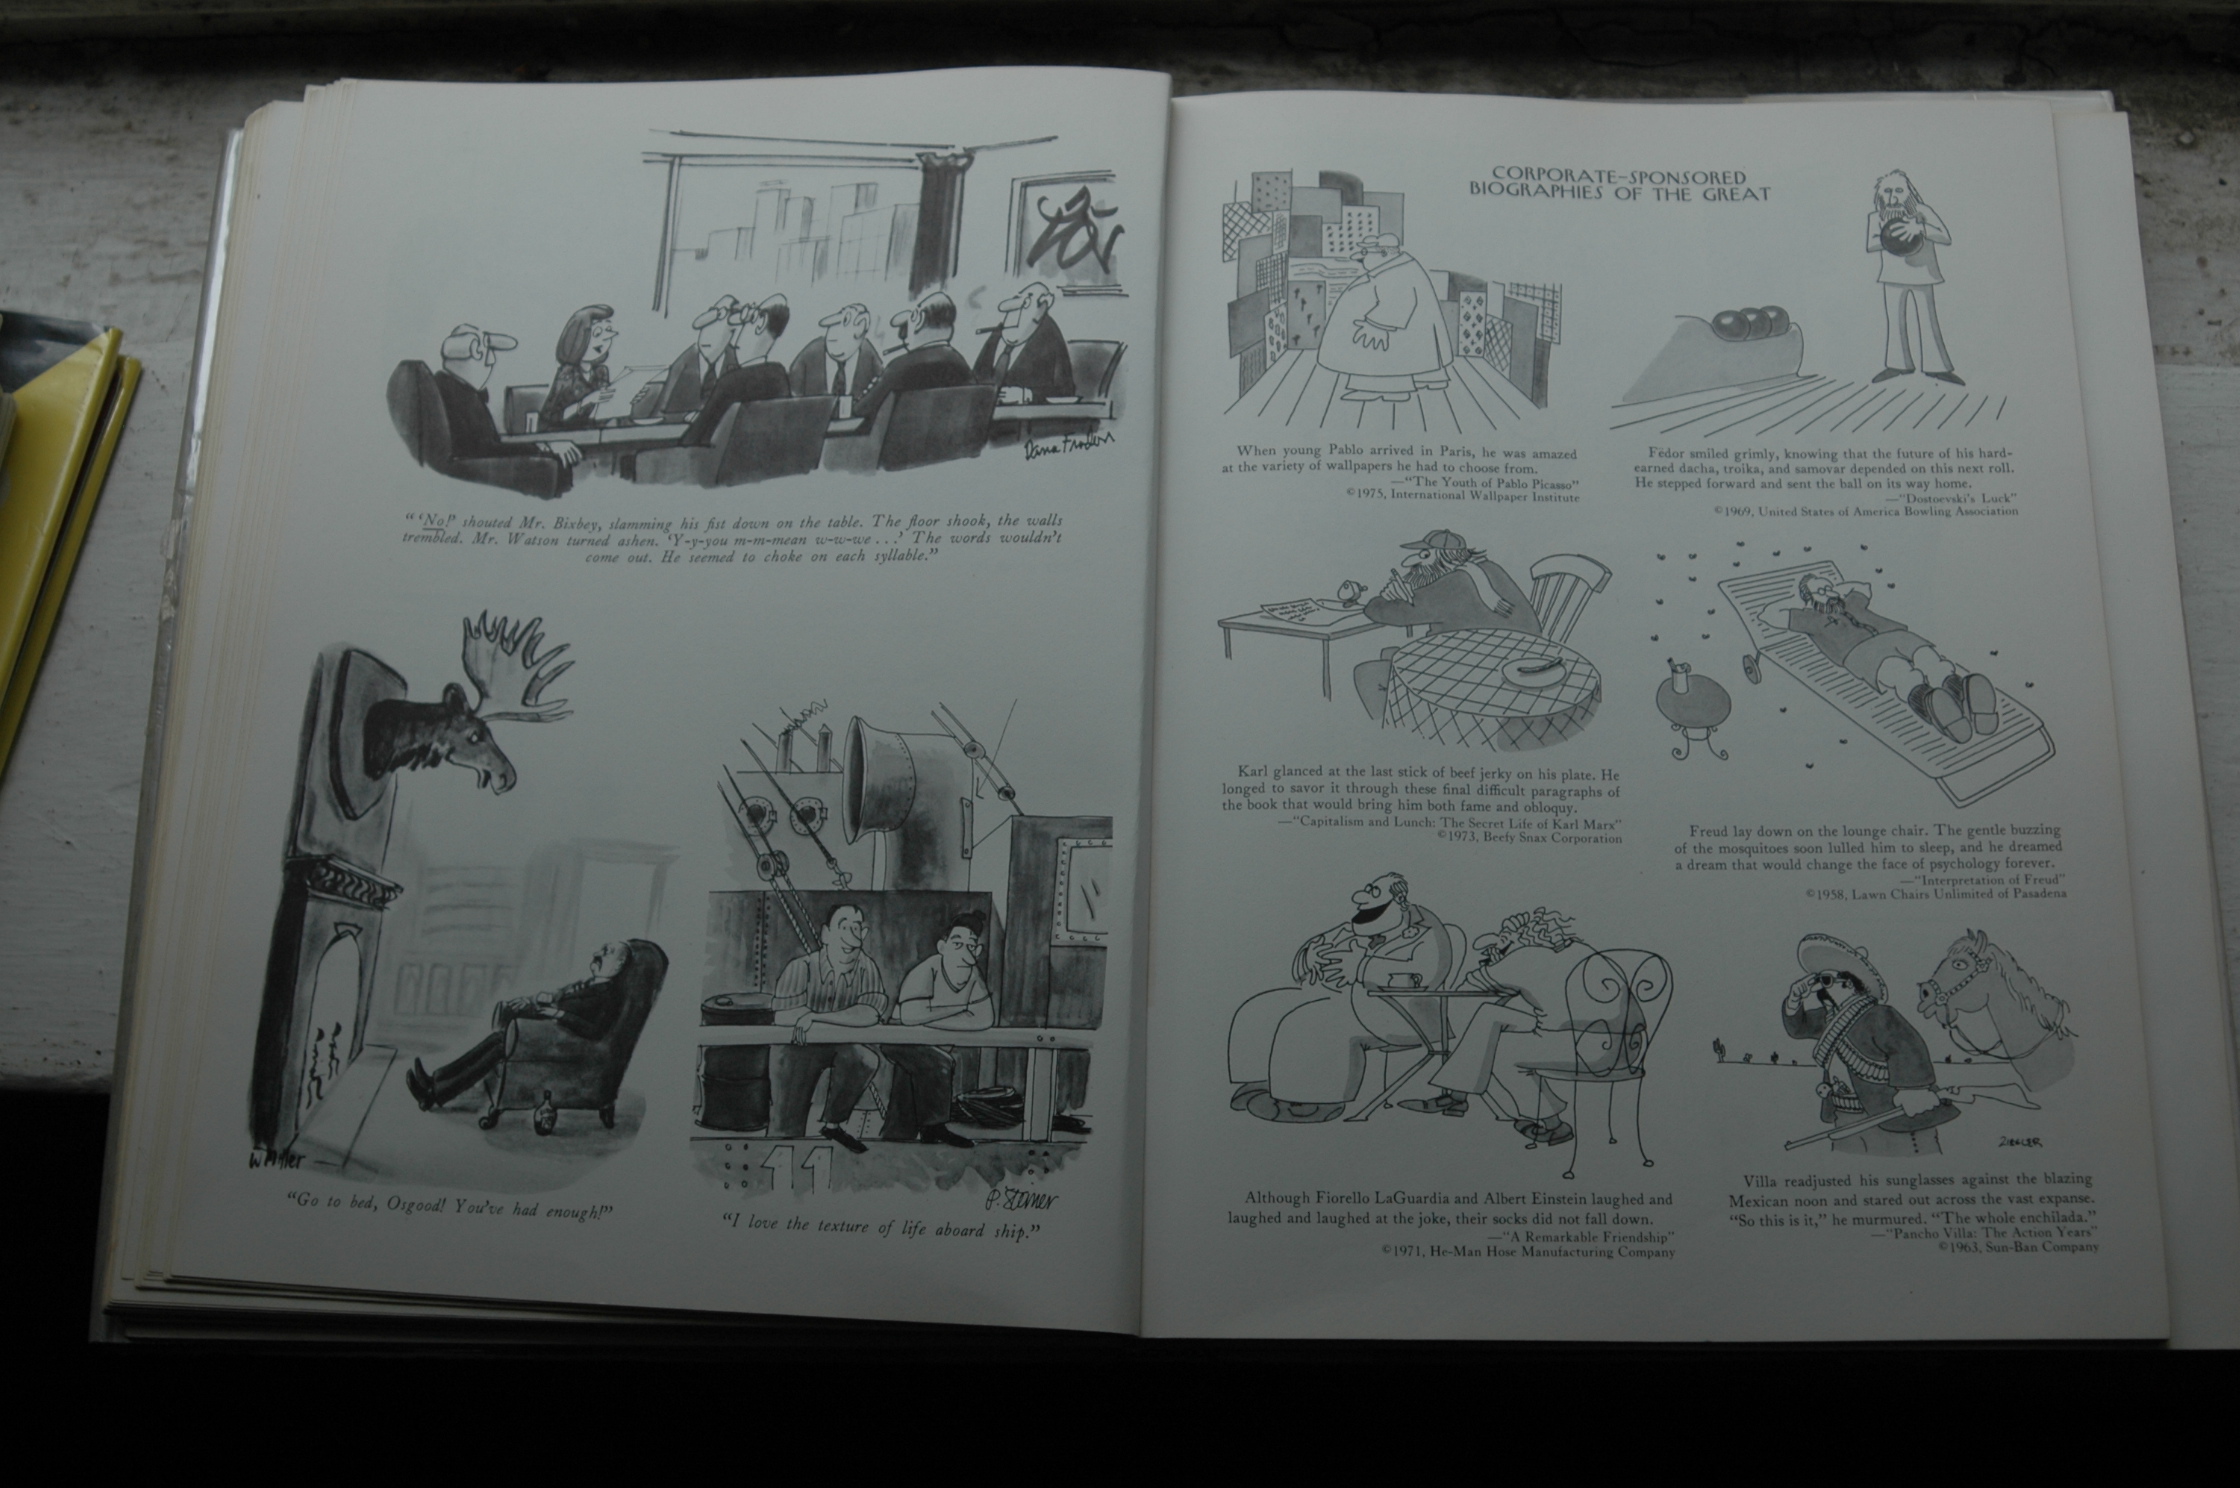 Dana Fradon
"'No!' shouted Mr. Bixbey, slamming his fist down on the table. The floor shook, the walls
trembled. Mr. Watson turned ashen. 'Y-y-you m-m-mean w-w-we . . .' The words wouldn't
come out. He seemed to choke on each syllable."
W Miller
"Go to bed, Osgood! You've had enough!"
11
P. Steiner
"I love the texture of life aboard ship."
CORPORATE-SPONSORED
BIOGRAPHIES OF THE GREAT
When young Pablo arrived in Paris, he was amazed
at the variety of wallpapers he had to choose from.
—"The Youth of Pablo Picasso"
©1975, International Wallpaper Institute
Fëdor smiled grimly, knowing that the future of his hard-
earned dacha, troika, and samovar depended on this next roll.
He stepped forward and sent the ball on its way home.
—"Dostoevski's Luck"
©1969, United States of America Bowling Association
Karl glanced at the last stick of beef jerky on his plate. He
longed to savor it through these final difficult paragraphs of
the book that would bring him both fame and obloquy.
—"Capitalism and Lunch: The Secret Life of Karl Marx"
©1973, Beefy Snax Corporation
Freud lay down on the lounge chair. The gentle buzzing
of the mosquitoes soon lulled him to sleep, and he dreamed
a dream that would change the face of psychology forever.
—"Interpretation of Freud"
©1958, Lawn Chairs Unlimited of Pasadena
Although Fiorello LaGuardia and Albert Einstein laughed and
laughed and laughed at the joke, their socks did not fall down.
—"A Remarkable Friendship"
©1971, He-Man Hose Manufacturing Company
ZIEGLER
Villa readjusted his sunglasses against the blazing
Mexican noon and stared out across the vast expanse.
"So this is it," he murmured. "The whole enchilada."
—"Pancho Villa: The Action Years"
©1963, Sun-Ban Company